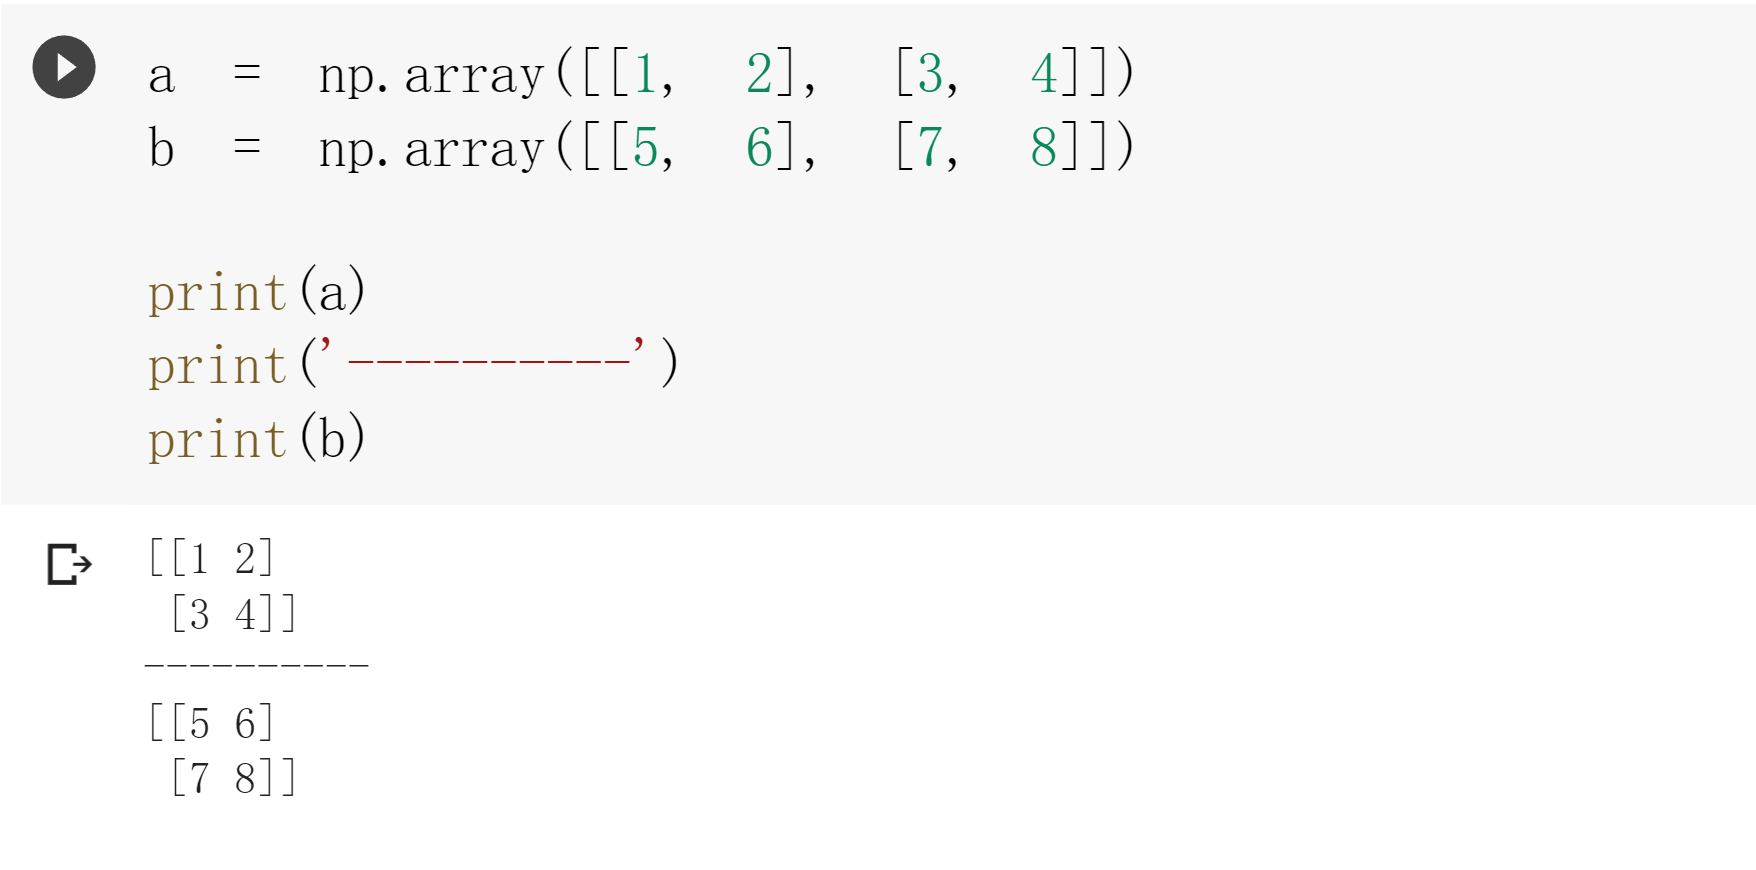 a = np.array([[1, 2], [3, 4]])
b = np.array([[5, 6], [7, 8]])
print(a)
print('----------')
print(b)
[[1 2]
 [3 4]]
----------
[[5 6]
 [7 8]]